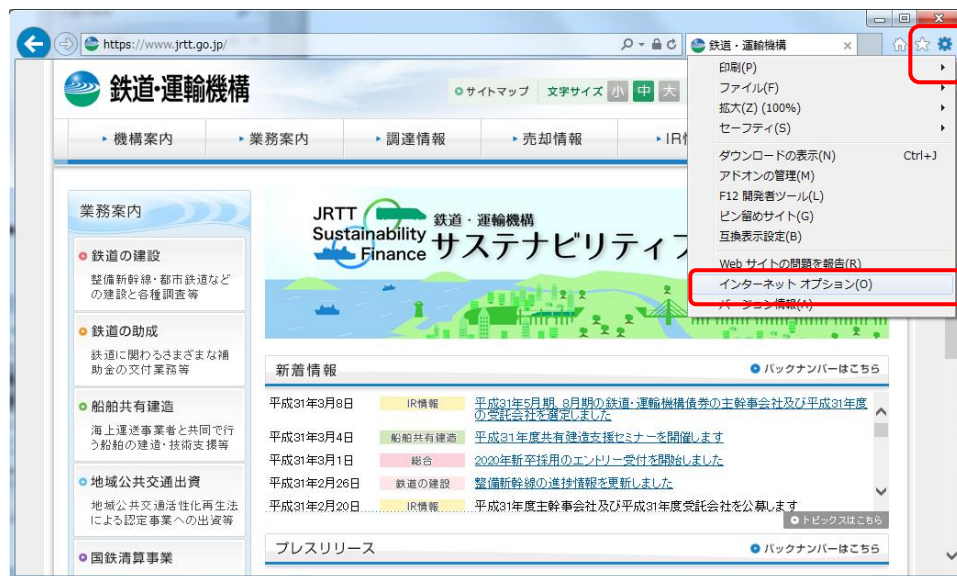 https://www.jrtt.go.jp/
鉄道・運輸機構
鉄道・運輸機構
サイトマップ 文字サイズ 小 中 大
機構案内 業務案内 調達情報 売却情報 IR
印刷(P)
ファイル(F)
拡大(Z) (100%)
セーフティ(S)
ダウンロードの表示(N) Ctrl+J
アドオンの管理(M)
F12 開発者ツール(L)
ピン留めサイト(G)
互換表示設定(B)
Web サイトの問題を報告(R)
インターネット オプション(O)
バージョン情報(A)
業務案内
鉄道の建設
整備新幹線・都市鉄道など
の建設と各種調査等
鉄道の助成
鉄道に関わるさまざまな補
助金の交付業務等
船舶共有建造
海上運送事業者と共同で行
う船舶の建造・技術支援等
地域公共交通出資
地域公共交通活性化再生法
による認定事業への出資等
国鉄清算事業
JRTT
Sustainability
Finance
鉄道・運輸機構
サステナビリティ
新着情報 バックナンバーはこちら
平成31年3月8日 IR情報 平成31年5月期、8月期の鉄道・運輸機構債券の主幹事会社及び平成31年度
の受託会社を選定しました
平成31年3月4日 船舶共有建造 平成31年度共有建造支援セミナーを開催します
平成31年3月1日 総合 2020年新卒採用のエントリー受付を開始しました
平成31年2月26日 鉄道の建設 整備新幹線の進捗情報を更新しました
平成31年2月20日 IR情報 平成31年度主幹事会社及び平成31年度受託会社を公募します
トピックスはこちら
プレスリリース バックナンバーはこちら